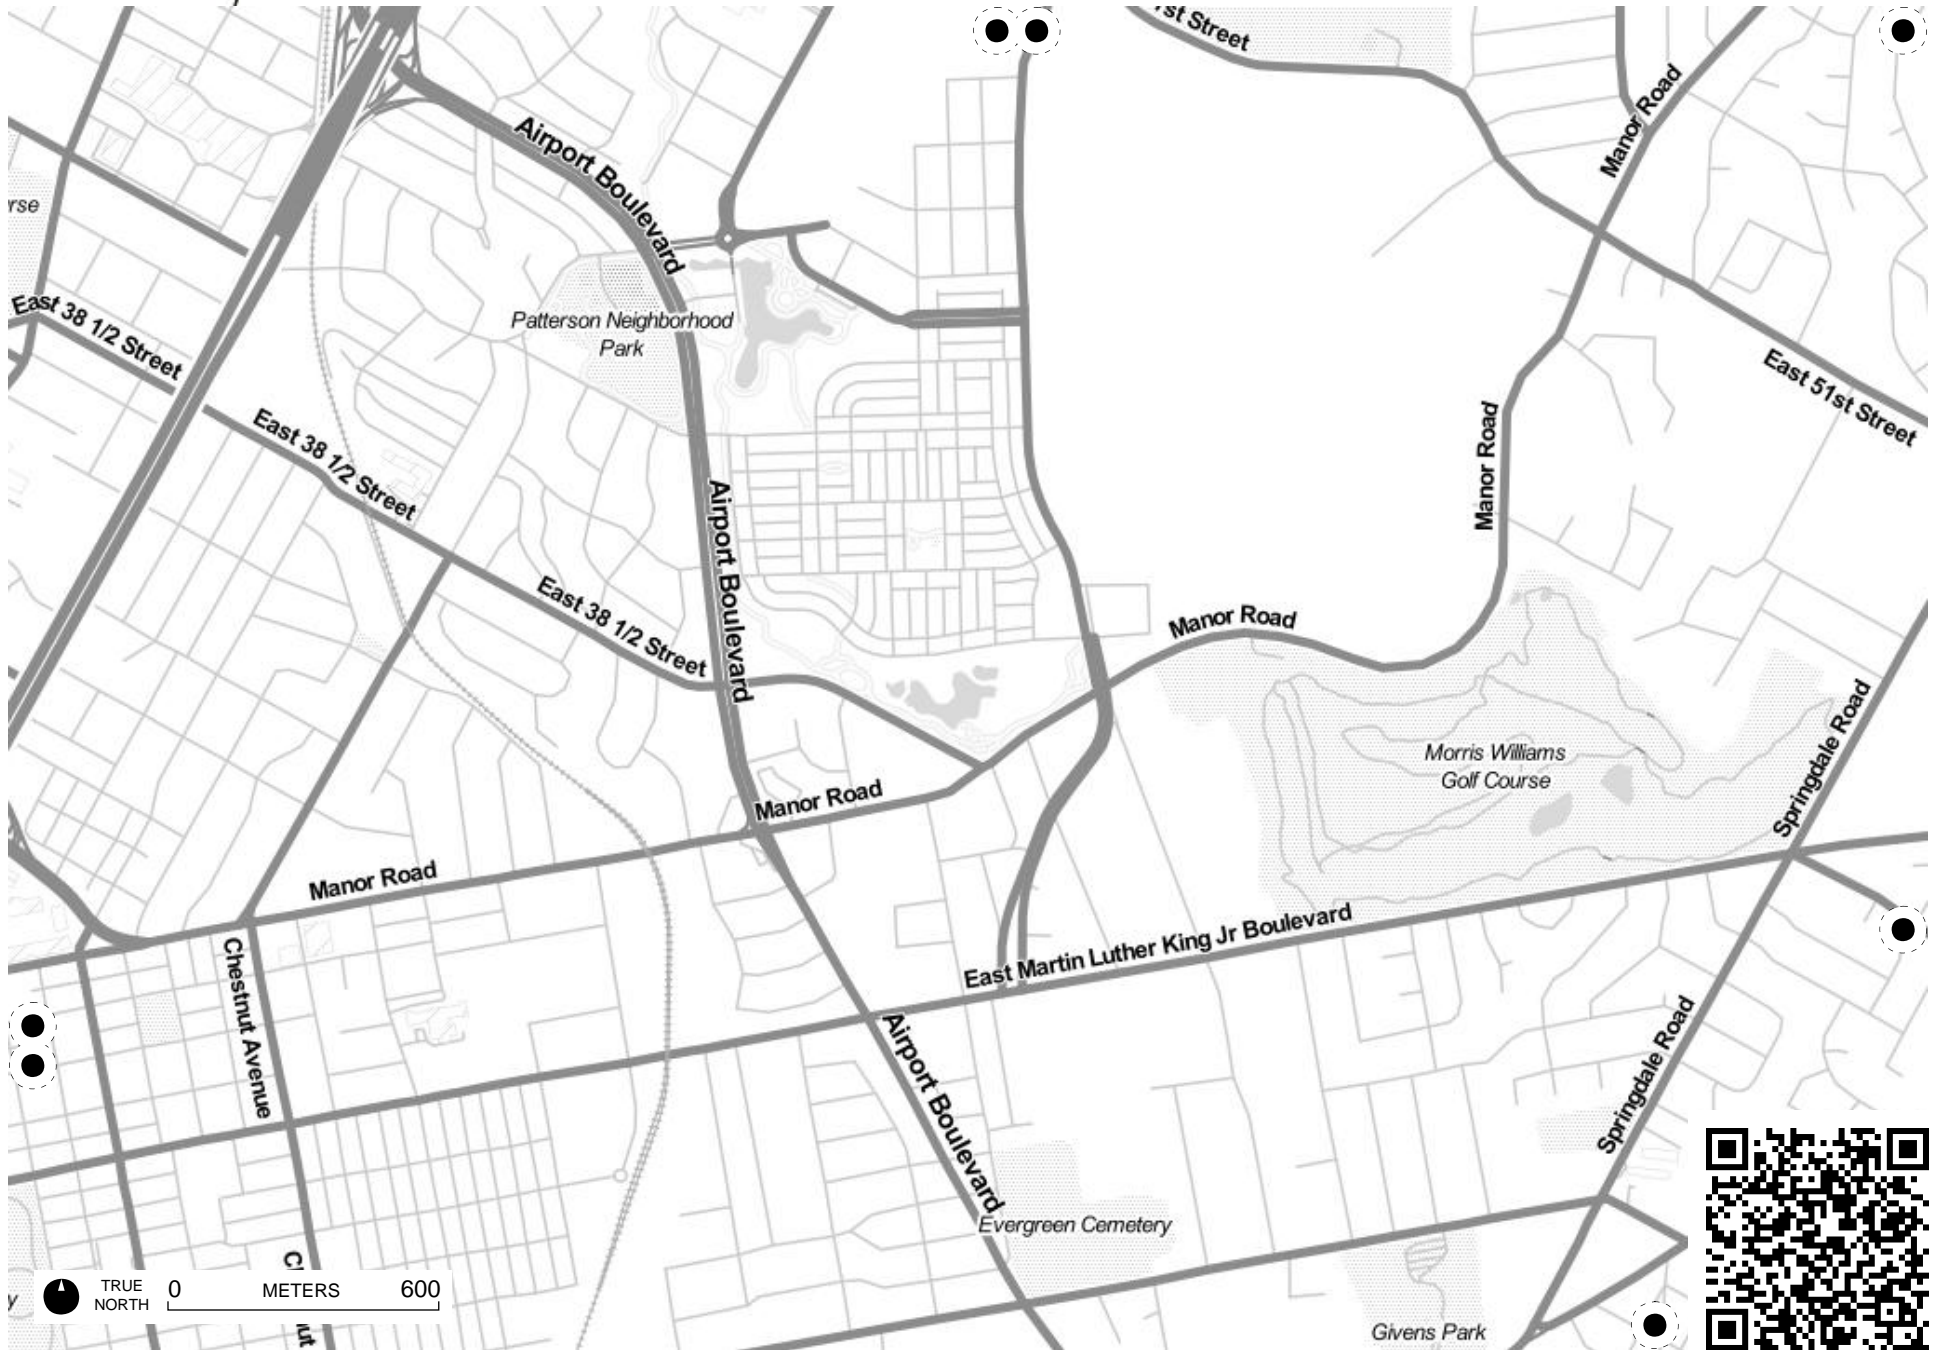 st Street
Manor Road
Airport Boulevard
rse
East 38 1/2 Street
Patterson Neighborhood
Park
East 51st Street
Manor Road
East 38 1/2 Street
Airport Boulevard
East 38 1/2 Street
Manor Road
Springdale Road
Morris Williams
Golf Course
Manor Road
Manor Road
East Martin Luther King Jr Boulevard
Chestnut Avenue
Springdale Road
Airport Boulevard
Evergreen Cemetery
Givens Park
y
TRUE
NORTH
0 METERS 600